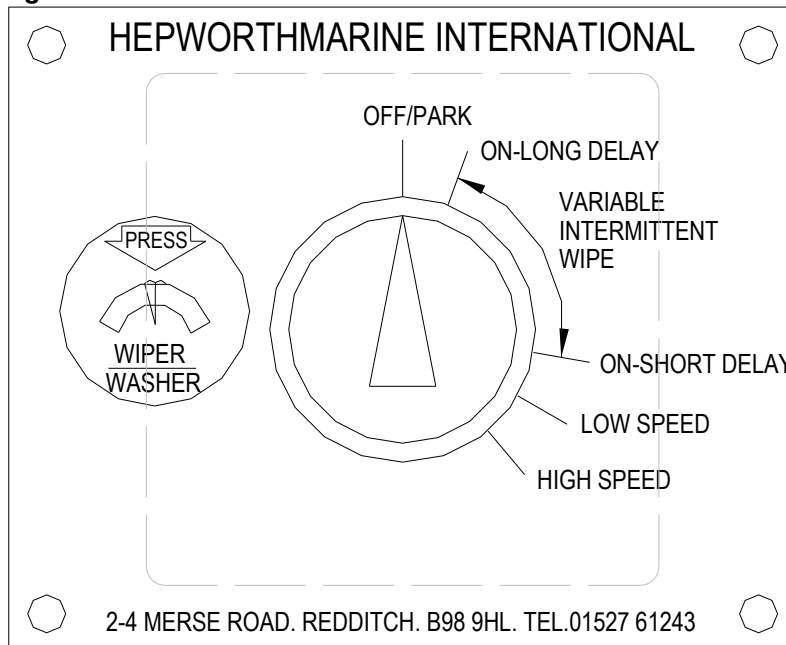 HEPWORTHMARINE INTERNATIONAL
OFF/PARK
ON-LONG DELAY
VARIABLE
INTERMITTENT
WIPE
PRESS
WIPER
WASHER
ON-SHORT DELAY
LOW SPEED
HIGH SPEED
2-4 MERSE ROAD. REDDITCH. B98 9HL. TEL.01527 61243